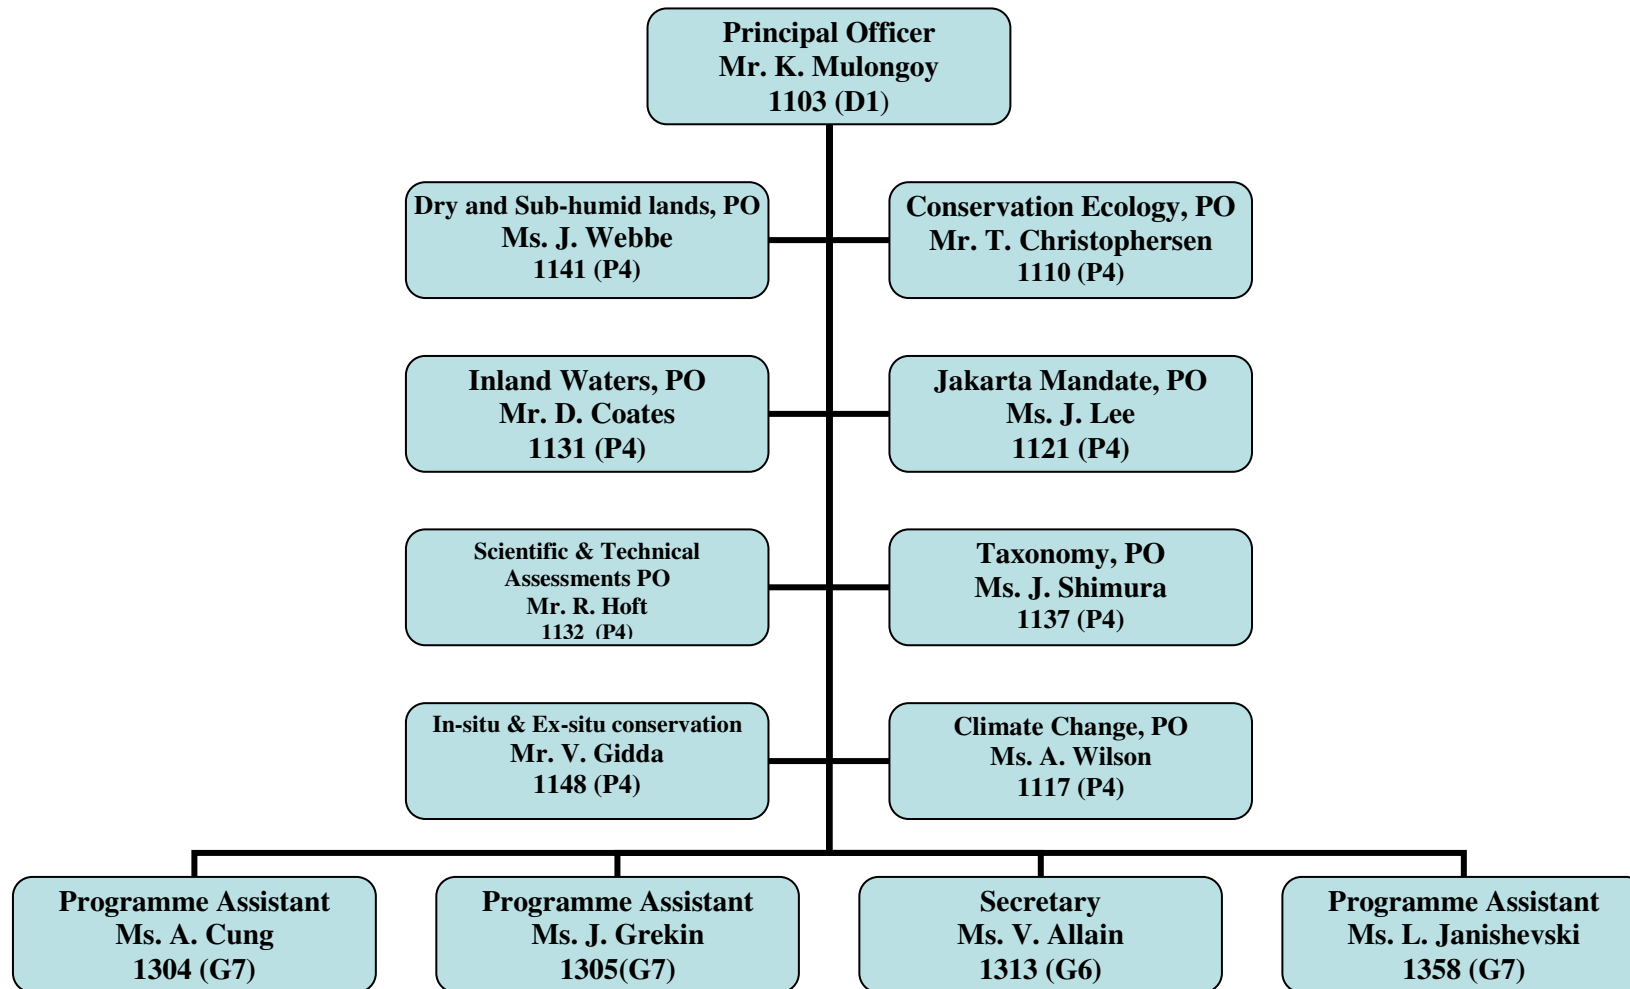 Principal Officer
Mr. K. Mulongoy
1103 (D1)
Dry and Sub-humid lands, PO
Ms. J. Webbe
1141 (P4)
Conservation Ecology, PO
Mr. T. Christophersen
1110 (P4)
Inland Waters, PO
Mr. D. Coates
1131 (P4)
Jakarta Mandate, PO
Ms. J. Lee
1121 (P4)
Scientific & Technical
Assessments PO
Mr. R. Hoft
1132 (P4)
Taxonomy, PO
Ms. J. Shimura
1137 (P4)
In-situ & Ex-situ conservation
Mr. V. Gidda
1148 (P4)
Climate Change, PO
Ms. A. Wilson
1117 (P4)
Programme Assistant
Ms. A. Cung
1304 (G7)
Programme Assistant
Ms. J. Grekin
1305(G7)
Secretary
Ms. V. Allain
1313 (G6)
Programme Assistant
Ms. L. Janishevski
1358 (G7)